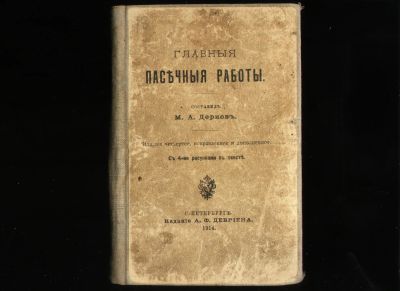 ГЛАВНЫЯ
ПАСѢЧНЫЯ РАБОТЫ.
СОСТАВИЛЪ
М. А. Дерновъ.
Изданіе четвертое, исправленное и дополненное.
Съ 4-мя рисунками въ текстѣ.
С.-ПЕТЕРБУРГЪ.
Изданіе А. Ф. ДЕВРІЕНА.
1914.